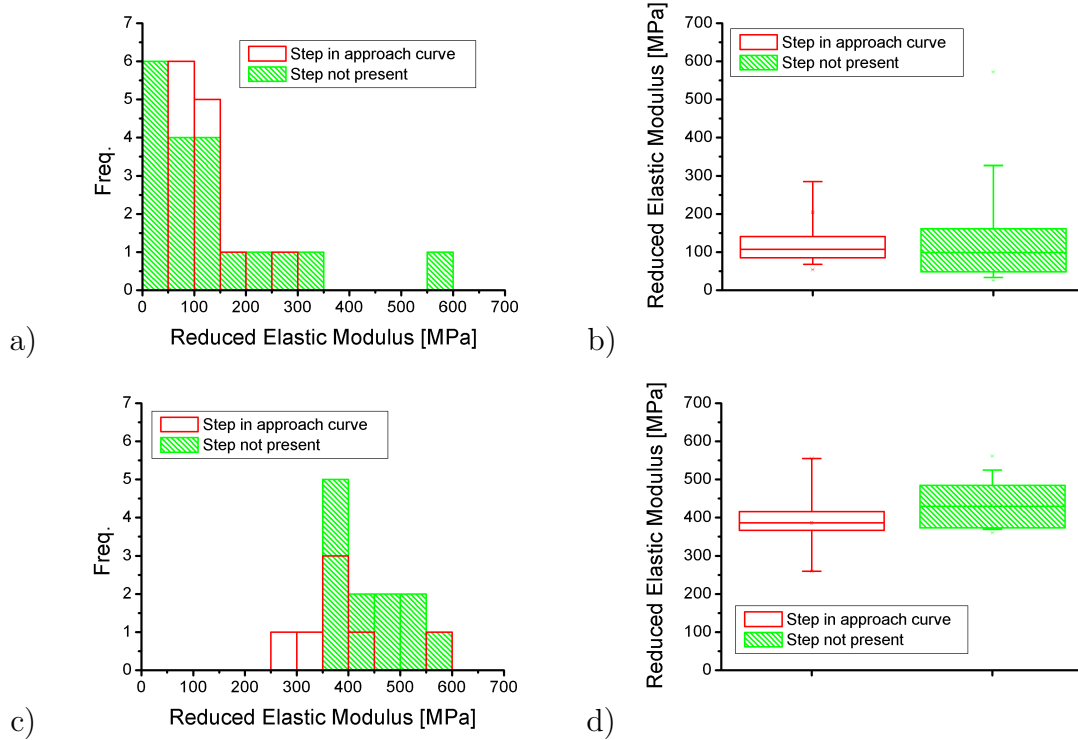 7
6
5
4
3
2
1
0
Freq.
Step in approach curve
Step not present
0 100 200 300 400 500 600 700
Reduced Elastic Modulus [MPa]
a)
700
600
500
400
300
200
100
0
Reduced Elastic Modulus [MPa]
Step in approach curve
Step not present
b)
7
6
5
4
3
2
1
0
Freq.
Step in approach curve
Step not present
0 100 200 300 400 500 600 700
Reduced Elastic Modulus [MPa]
c)
700
600
500
400
300
200
100
0
Reduced Elastic Modulus [MPa]
Step in approach curve
Step not present
d)